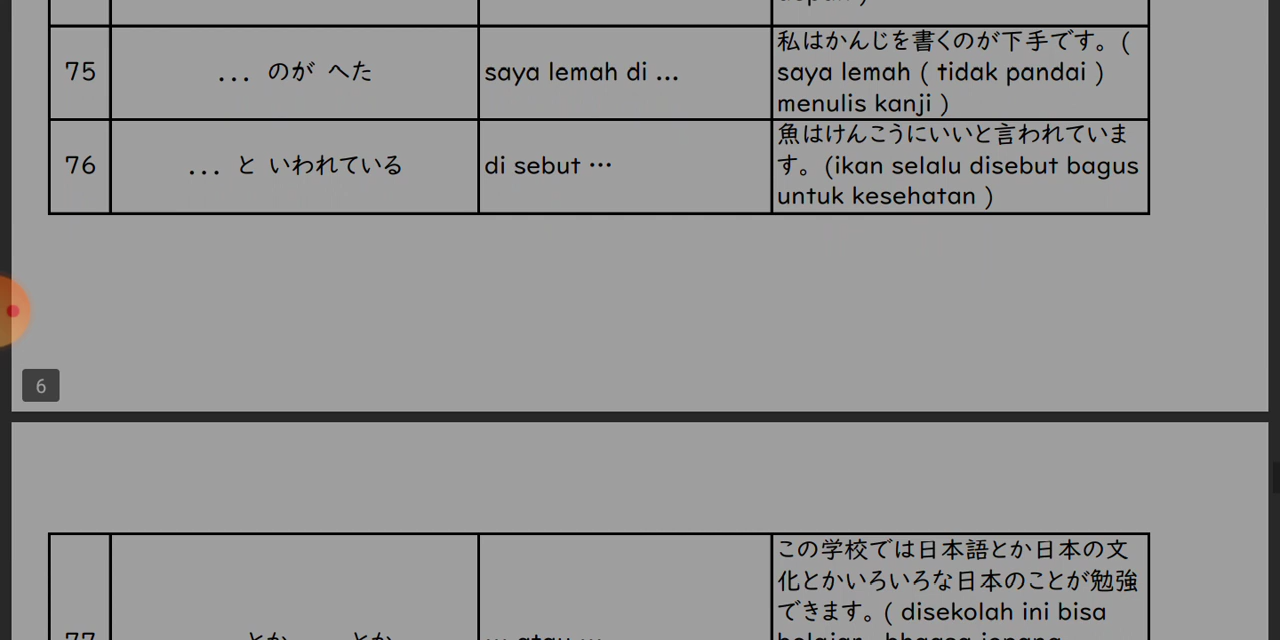 75
... のが へた
saya lemah di ...
私はかんじを書くのが下手です。(
saya lemah ( tidak pandai )
menulis kanji )
76
... と いわれている
di sebut ...
魚はけんこうにいいと言われていま
す。(ikan selalu disebut bagus
untuk kesehatan )
6
この学校では日本語とか日本の文
化とかいろいろな日本のことが勉強
できます。( disekolah ini bisa